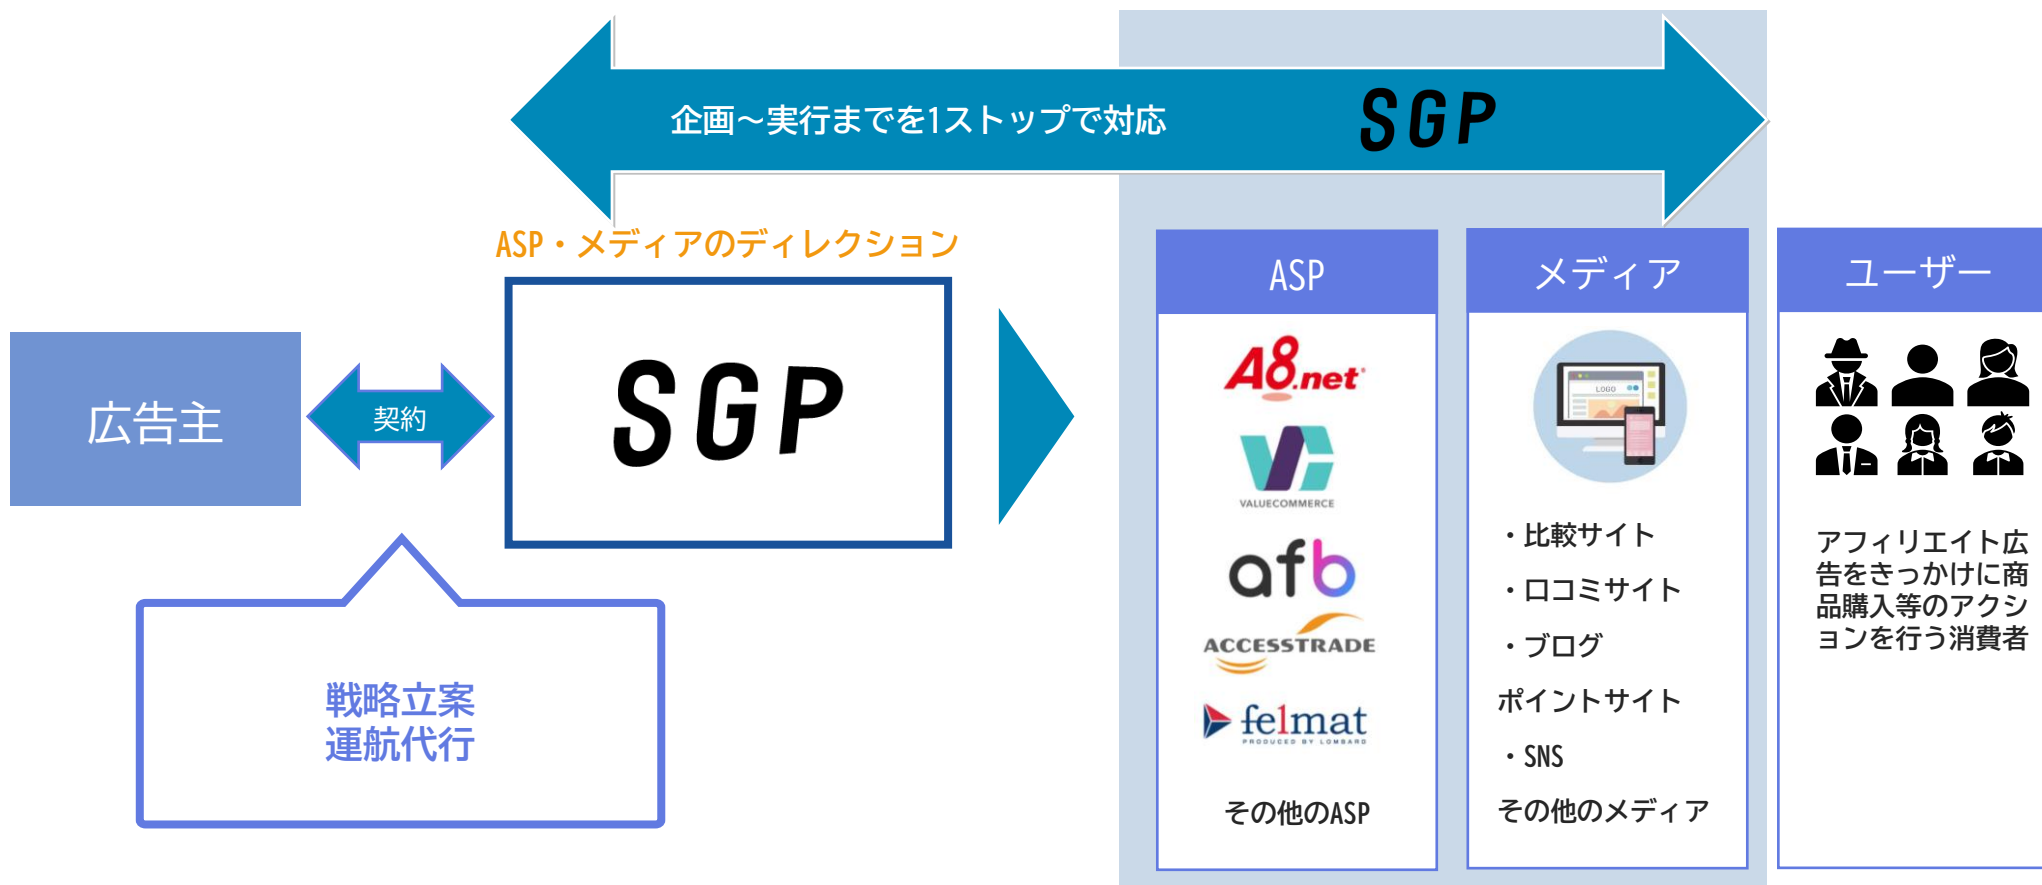 企画～実行までを1ストップで対応
SGP
ASP・メディアのディレクション
SGP
広告主
契約
戦略立案
運航代行
ASP
A8.net
VALUECOMMERCE
afb
ACCESSTRADE
felmat
PRODUCED BY LOMBARD
その他のASP
メディア
LOGO
・比較サイト
・口コミサイト
・ブログ
ポイントサイト
・SNS
その他のメディア
ユーザー
アフィリエイト広
告をきっかけに商
品購入等のアクシ
ョンを行う消費者